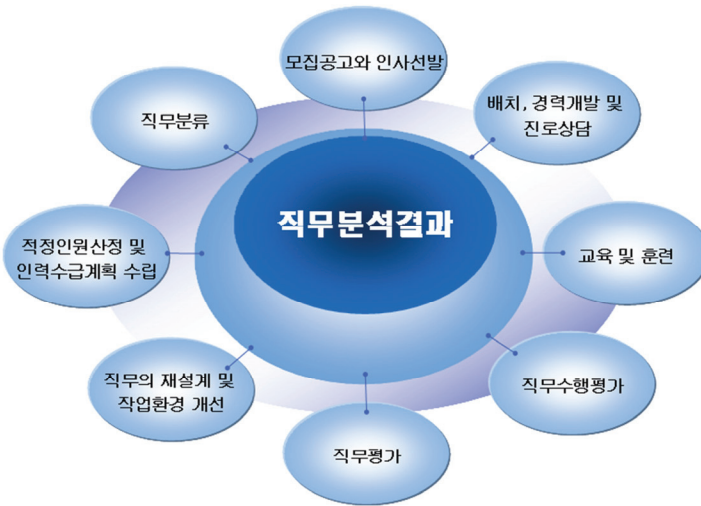 모집공고와 인사선발
배치, 경력개발 및
진로상담
직무분류
직무분석결과
적정인원산정 및
인력수급계획 수립
교육 및 훈련
직무의 재설계 및
작업환경 개선
직무수행평가
직무평가